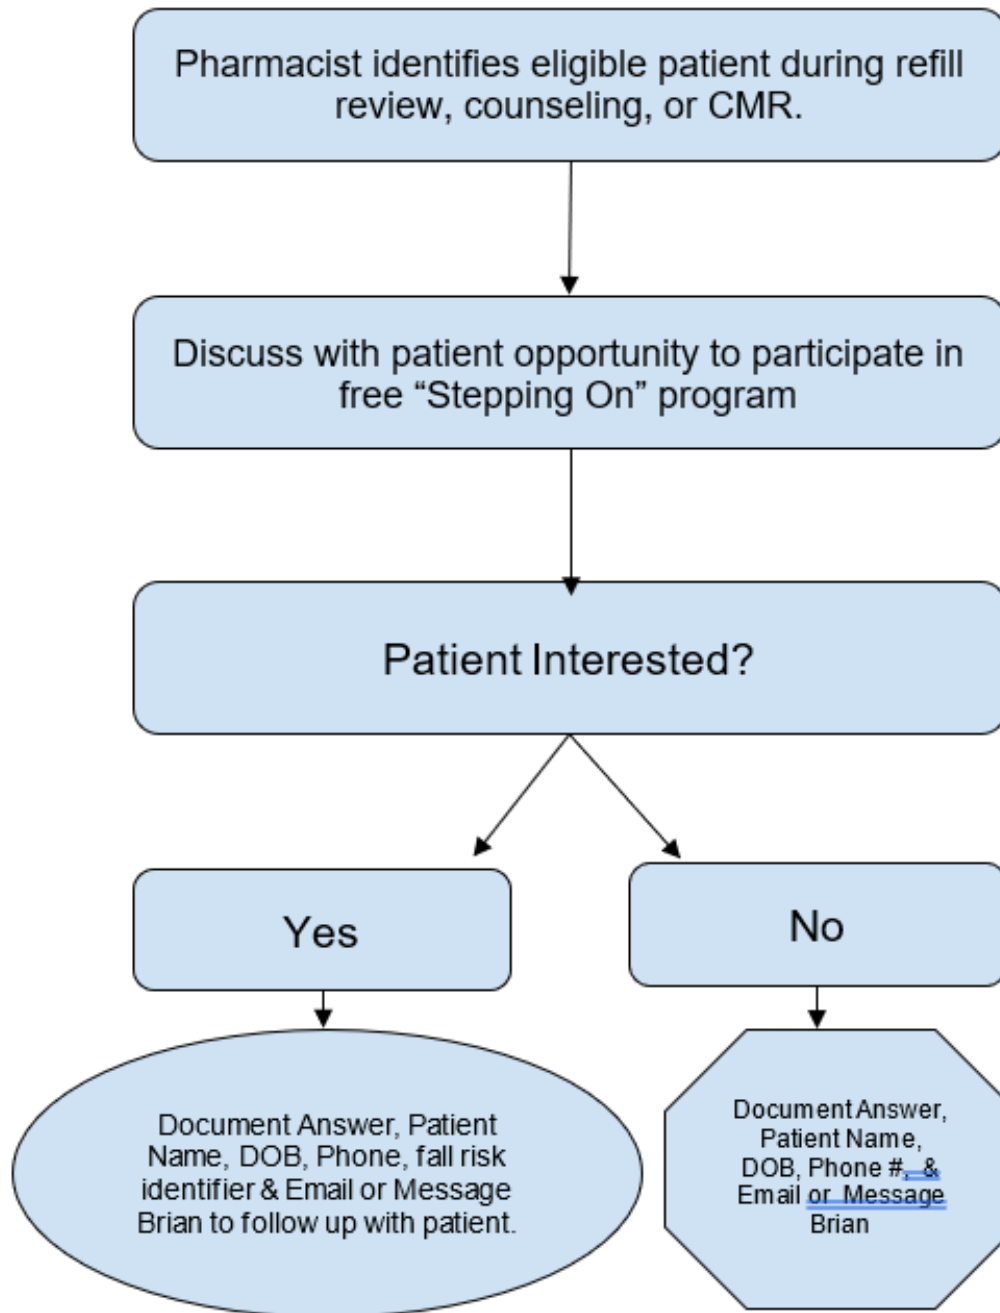 Pharmacist identifies eligible patient during refill
review, counseling, or CMR.
Discuss with patient opportunity to participate in
free “Stepping On” program
Patient Interested?
Yes
No
Document Answer, Patient
Name, DOB, Phone, fall risk
identifier & Email or Message
Brian to follow up with patient.
Document Answer,
Patient Name,
DOB, Phone #, &
Email or Message
Brian